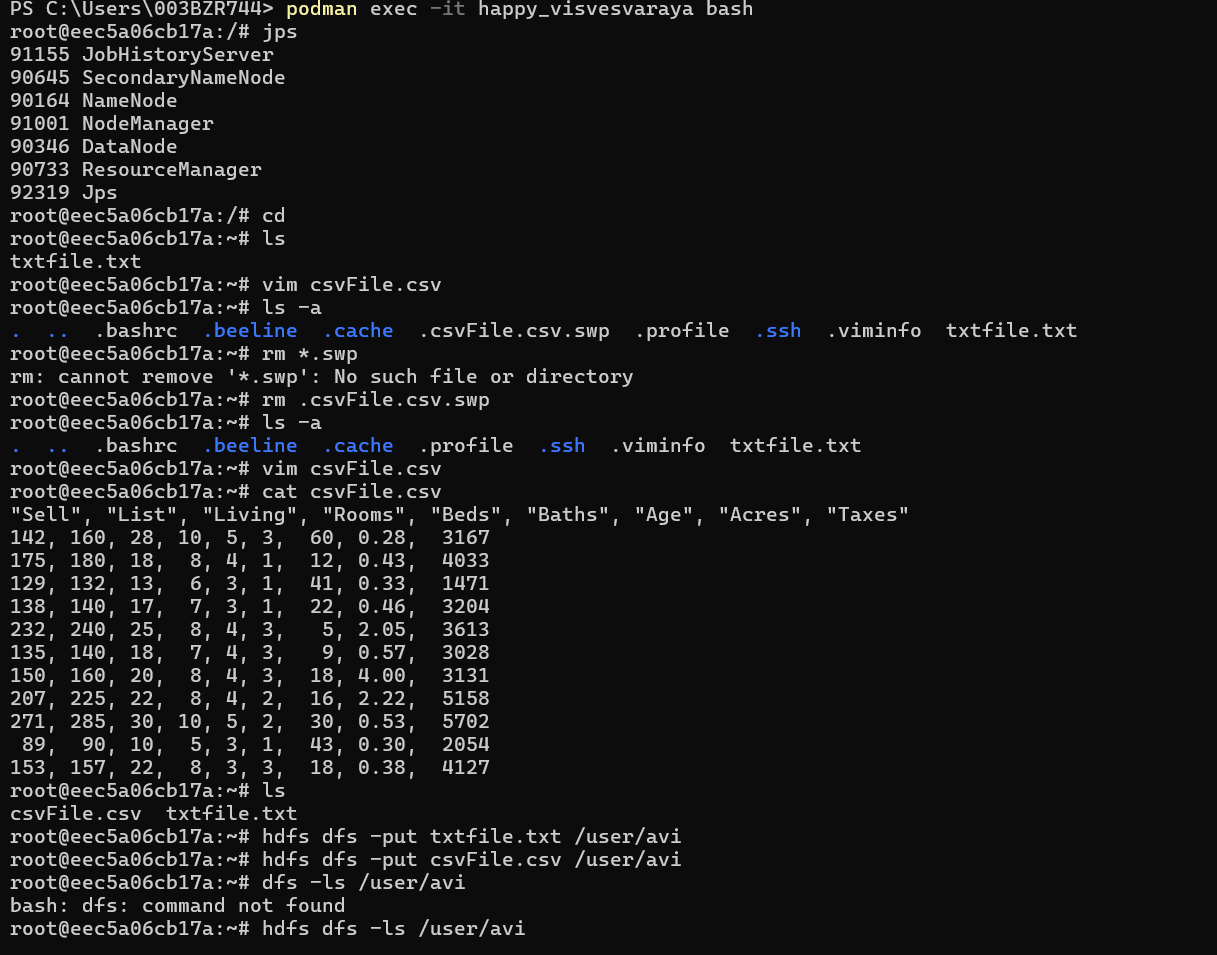 PS C:\Users\003BZR744> podman exec -it happy_visvesvaraya bash
root@eec5a06cb17a:/# jps
91155 JobHistoryServer
90645 SecondaryNameNode
90164 NameNode
91001 NodeManager
90346 DataNode
90733 ResourceManager
92319 Jps
root@eec5a06cb17a:/# cd
root@eec5a06cb17a:~# ls
txtfile.txt
root@eec5a06cb17a:~# vim csvFile.csv
root@eec5a06cb17a:~# ls -a
.  ..  .bashrc  .beeline  .cache  .csvFile.csv.swp  .profile  .ssh  .viminfo  txtfile.txt
root@eec5a06cb17a:~# rm *.swp
rm: cannot remove '*.swp': No such file or directory
root@eec5a06cb17a:~# rm .csvFile.csv.swp
root@eec5a06cb17a:~# ls -a
.  ..  .bashrc  .beeline  .cache  .profile  .ssh  .viminfo  txtfile.txt
root@eec5a06cb17a:~# vim csvFile.csv
root@eec5a06cb17a:~# cat csvFile.csv
"Sell", "List", "Living", "Rooms", "Beds", "Baths", "Age", "Acres", "Taxes"
142, 160, 28, 10, 5, 3,  60, 0.28,  3167
175, 180, 18,  8, 4, 1,  12, 0.43,  4033
129, 132, 13,  6, 3, 1,  41, 0.33,  1471
138, 140, 17,  7, 3, 1,  22, 0.46,  3204
232, 240, 25,  8, 4, 3,   5, 2.05,  3613
135, 140, 18,  7, 4, 3,   9, 0.57,  3028
150, 160, 20,  8, 4, 3,  18, 4.00,  3131
207, 225, 22,  8, 4, 2,  16, 2.22,  5158
271, 285, 30, 10, 5, 2,  30, 0.53,  5702
 89,  90, 10,  5, 3, 1,  43, 0.30,  2054
153, 157, 22,  8, 3, 3,  18, 0.38,  4127
root@eec5a06cb17a:~# ls
csvFile.csv  txtfile.txt
root@eec5a06cb17a:~# hdfs dfs -put txtfile.txt /user/avi
root@eec5a06cb17a:~# hdfs dfs -put csvFile.csv /user/avi
root@eec5a06cb17a:~# dfs -ls /user/avi
bash: dfs: command not found
root@eec5a06cb17a:~# hdfs dfs -ls /user/avi